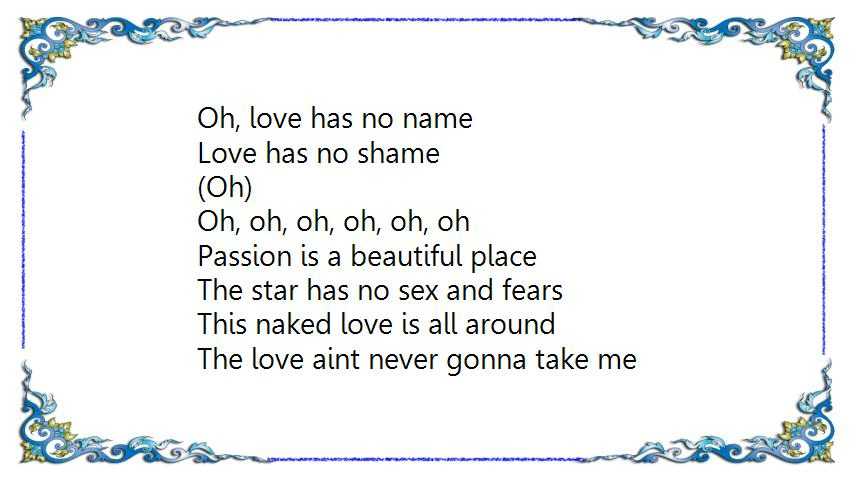 Oh, love has no name
Love has no shame
(Oh)
Oh, oh, oh, oh, oh, oh
Passion is a beautiful place
The star has no sex and fears
This naked love is all around
The love aint never gonna take me